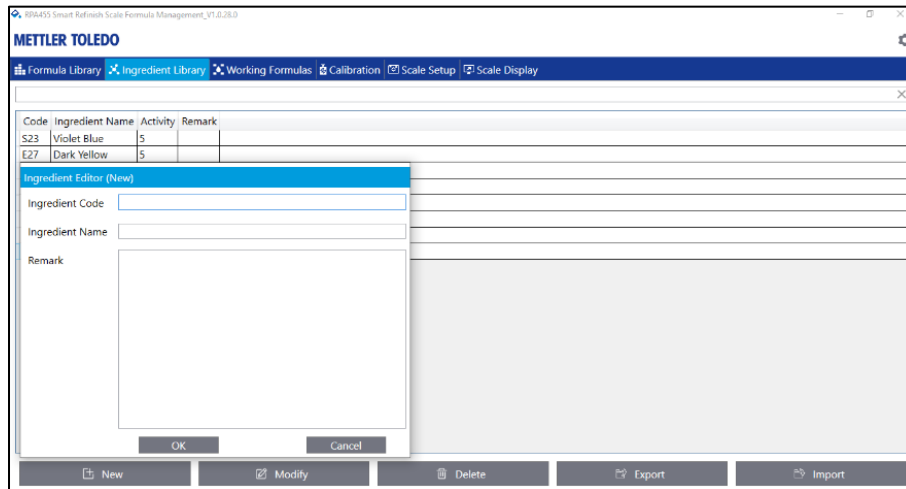 RPA455 Smart Refinish Scale Formula Management_V1.0.28.0
METTLER TOLEDO
Formula Library Ingredient Library Working Formulas Calibration Scale Setup Scale Display
Code Ingredient Name Activity Remark
S23 Violet Blue 5
E27 Dark Yellow 5
Ingredient Editor (New)
Ingredient Code
Ingredient Name
Remark
OK Cancel
New Modify Delete Export Import